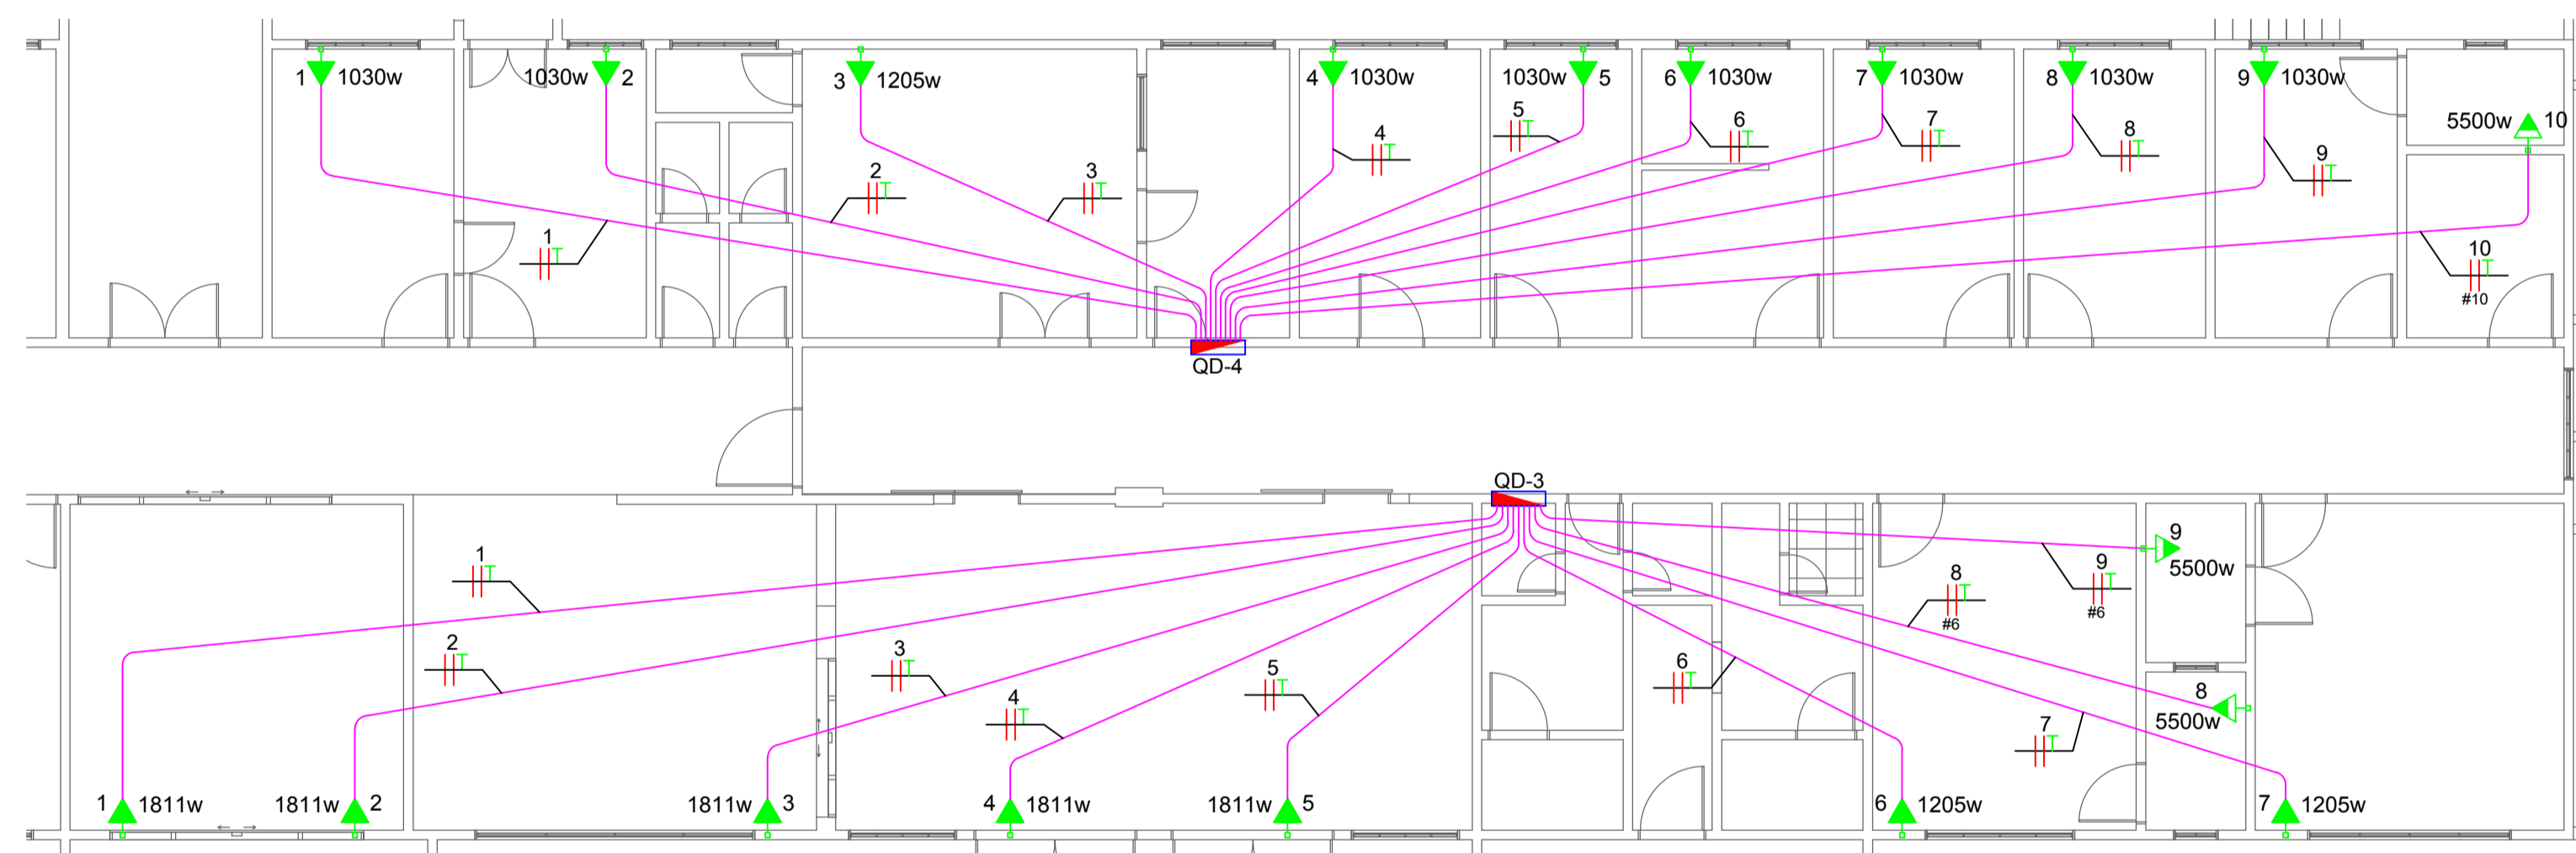 1 1030w
1030w 2
3 1205w
4 1030w
1030w 5
6 1030w
7 1030w
8 1030w
9 1030w
5500w 10
5
T
4
T
6
T
7
T
8
T
9
T
2
T
3
T
1
T
10
T
#10
QD-4
QD-3
9
5500w
1
T
8
T
#6
9
T
#6
2
T
3
T
4
T
5
T
6
T
7
T
8
5500w
1 1811w
1811w 2
1811w 3
4 1811w
1811w 5
6 1205w
7 1205w